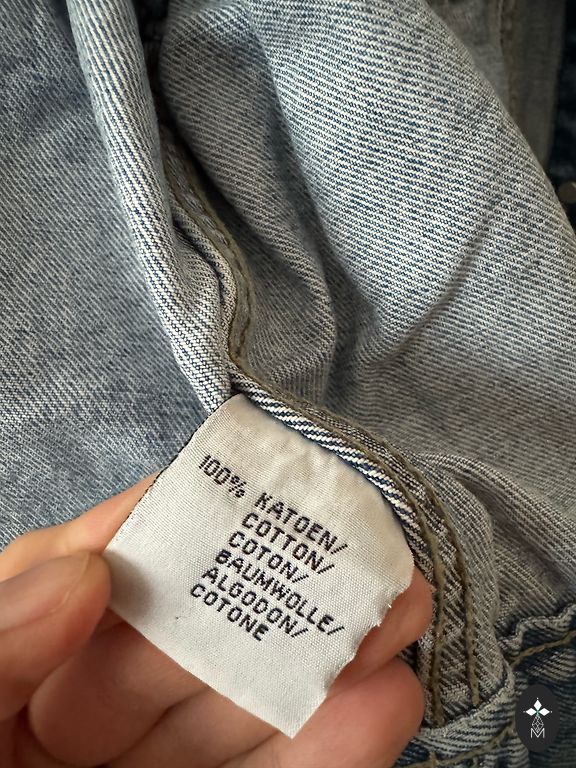 100% KATOEN/
COTTON/
COTON/
BAUMWOLLE/
ALGODON/
COTONE